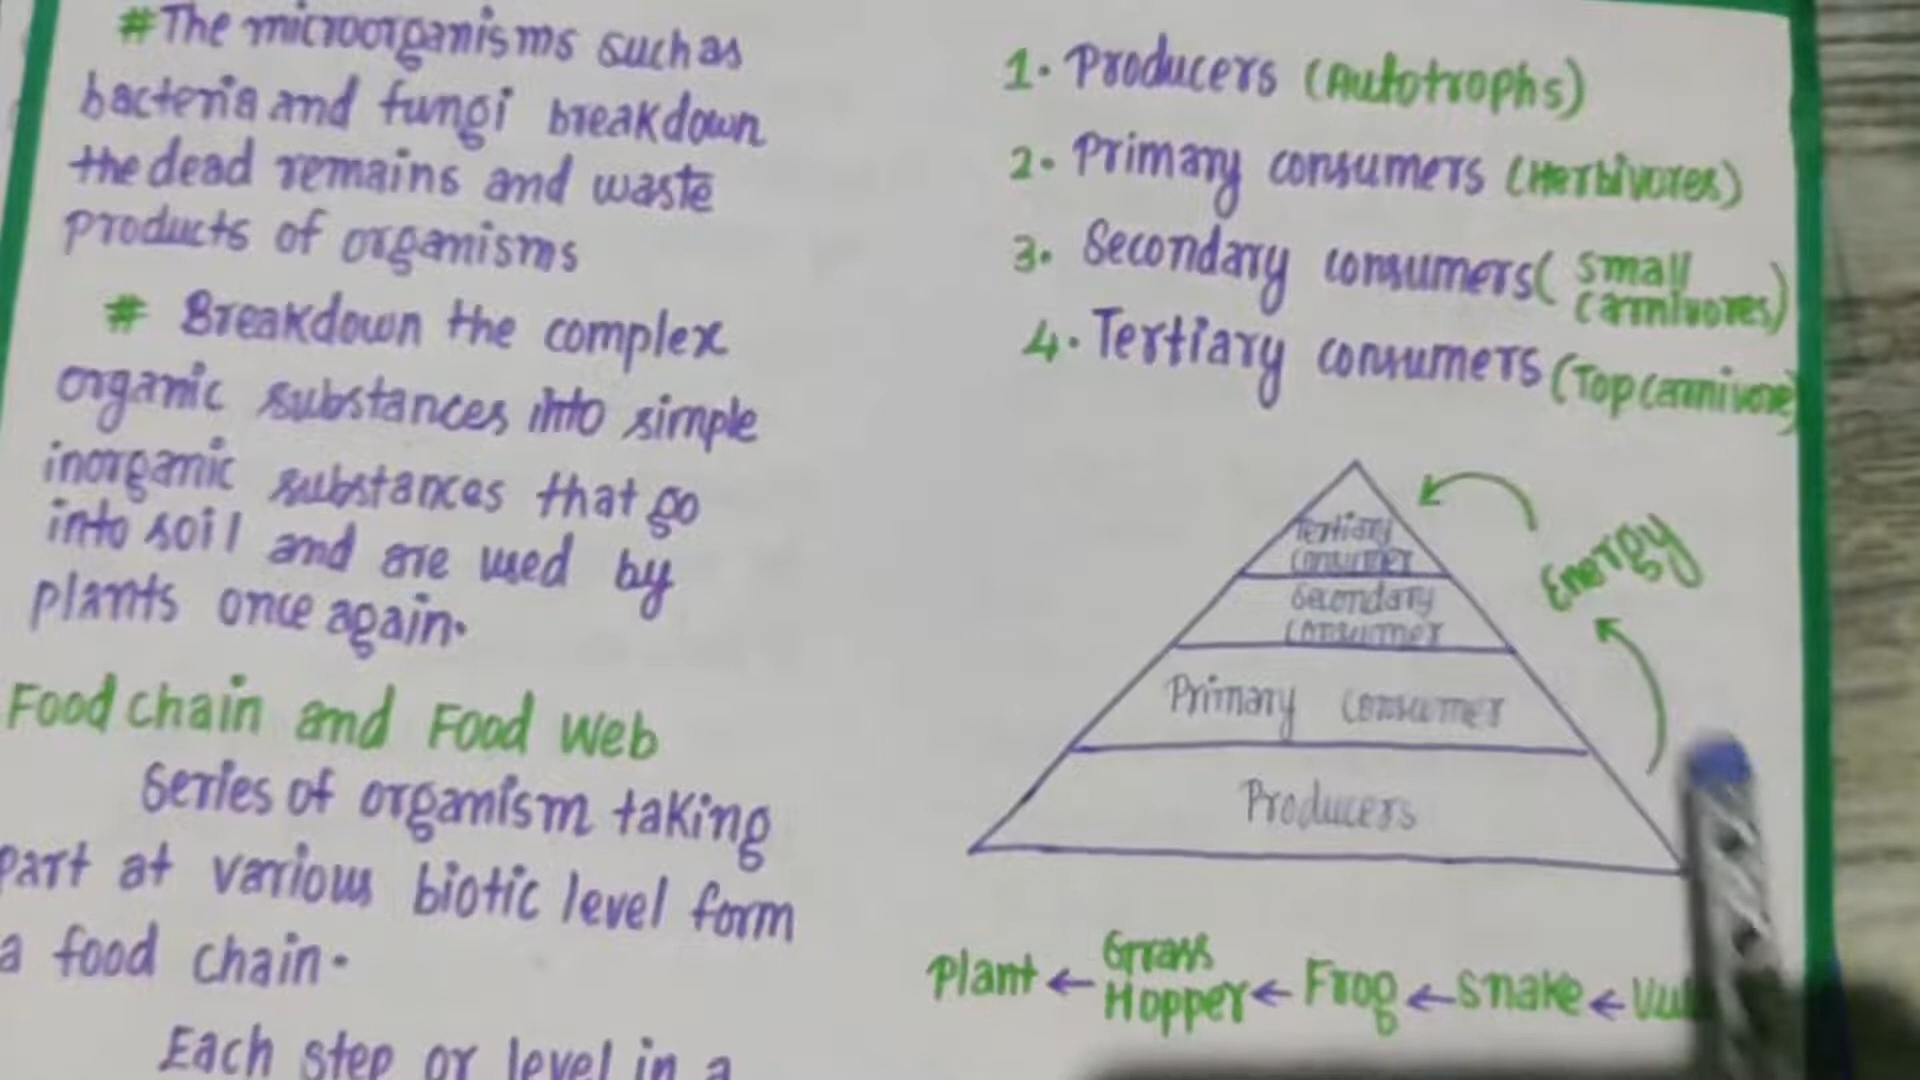 #The microorganisms such as
bacteria and fungi breakdown
the dead remains and waste
products of organisms
# Breakdown the complex
organic substances into simple
inorganic substances that go
into soil and are used by
plants once again.
Food chain and Food Web
Series of organism taking
part at various biotic level form
a food chain.
Each step or level in a
1. Producers (Autotrophs)
2. Primary consumers (Herbivores)
3. Secondary consumers (small
carnivores)
4. Tertiary consumers (Top carnivore)
Tertiary
consumer
Secondary
consumer
Primary consumer
Producers
Energy
Plant ← Grass
Hopper ← Frog ← snake ←